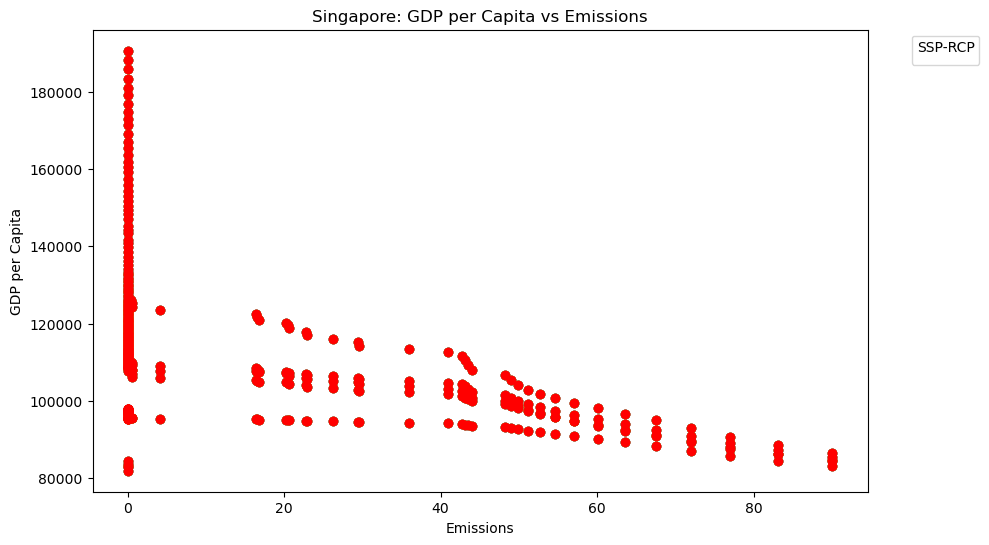 Singapore: GDP per Capita vs Emissions
SSP-RCP
GDP per Capita
180000
160000
140000
120000
100000
80000
0 20 40 60 80
Emissions